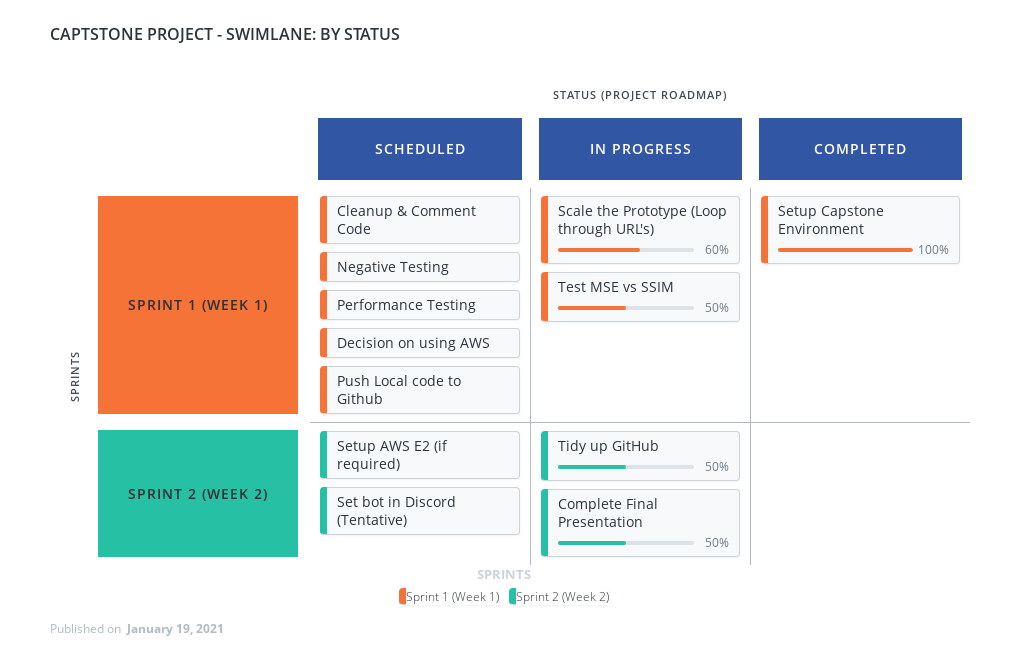 CAPTSTONE PROJECT - SWIMLANE: BY STATUS
STATUS (PROJECT ROADMAP)
SCHEDULED
IN PROGRESS
COMPLETED
SPRINTS
SPRINT 1 (WEEK 1)
Cleanup & Comment
Code
Negative Testing
Performance Testing
Decision on using AWS
Push Local code to
Github
Scale the Prototype (Loop
through URL's)
60%
Test MSE vs SSIM
50%
Setup Capstone
Environment
100%
SPRINT 2 (WEEK 2)
Setup AWS E2 (if
required)
Set bot in Discord
(Tentative)
Tidy up GitHub
50%
Complete Final
Presentation
50%
SPRINTS
Sprint 1 (Week 1) Sprint 2 (Week 2)
Published on January 19, 2021